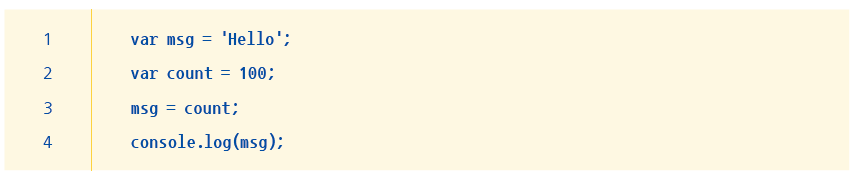 1 var msg = 'Hello';
2 var count = 100;
3 msg = count;
4 console.log(msg);